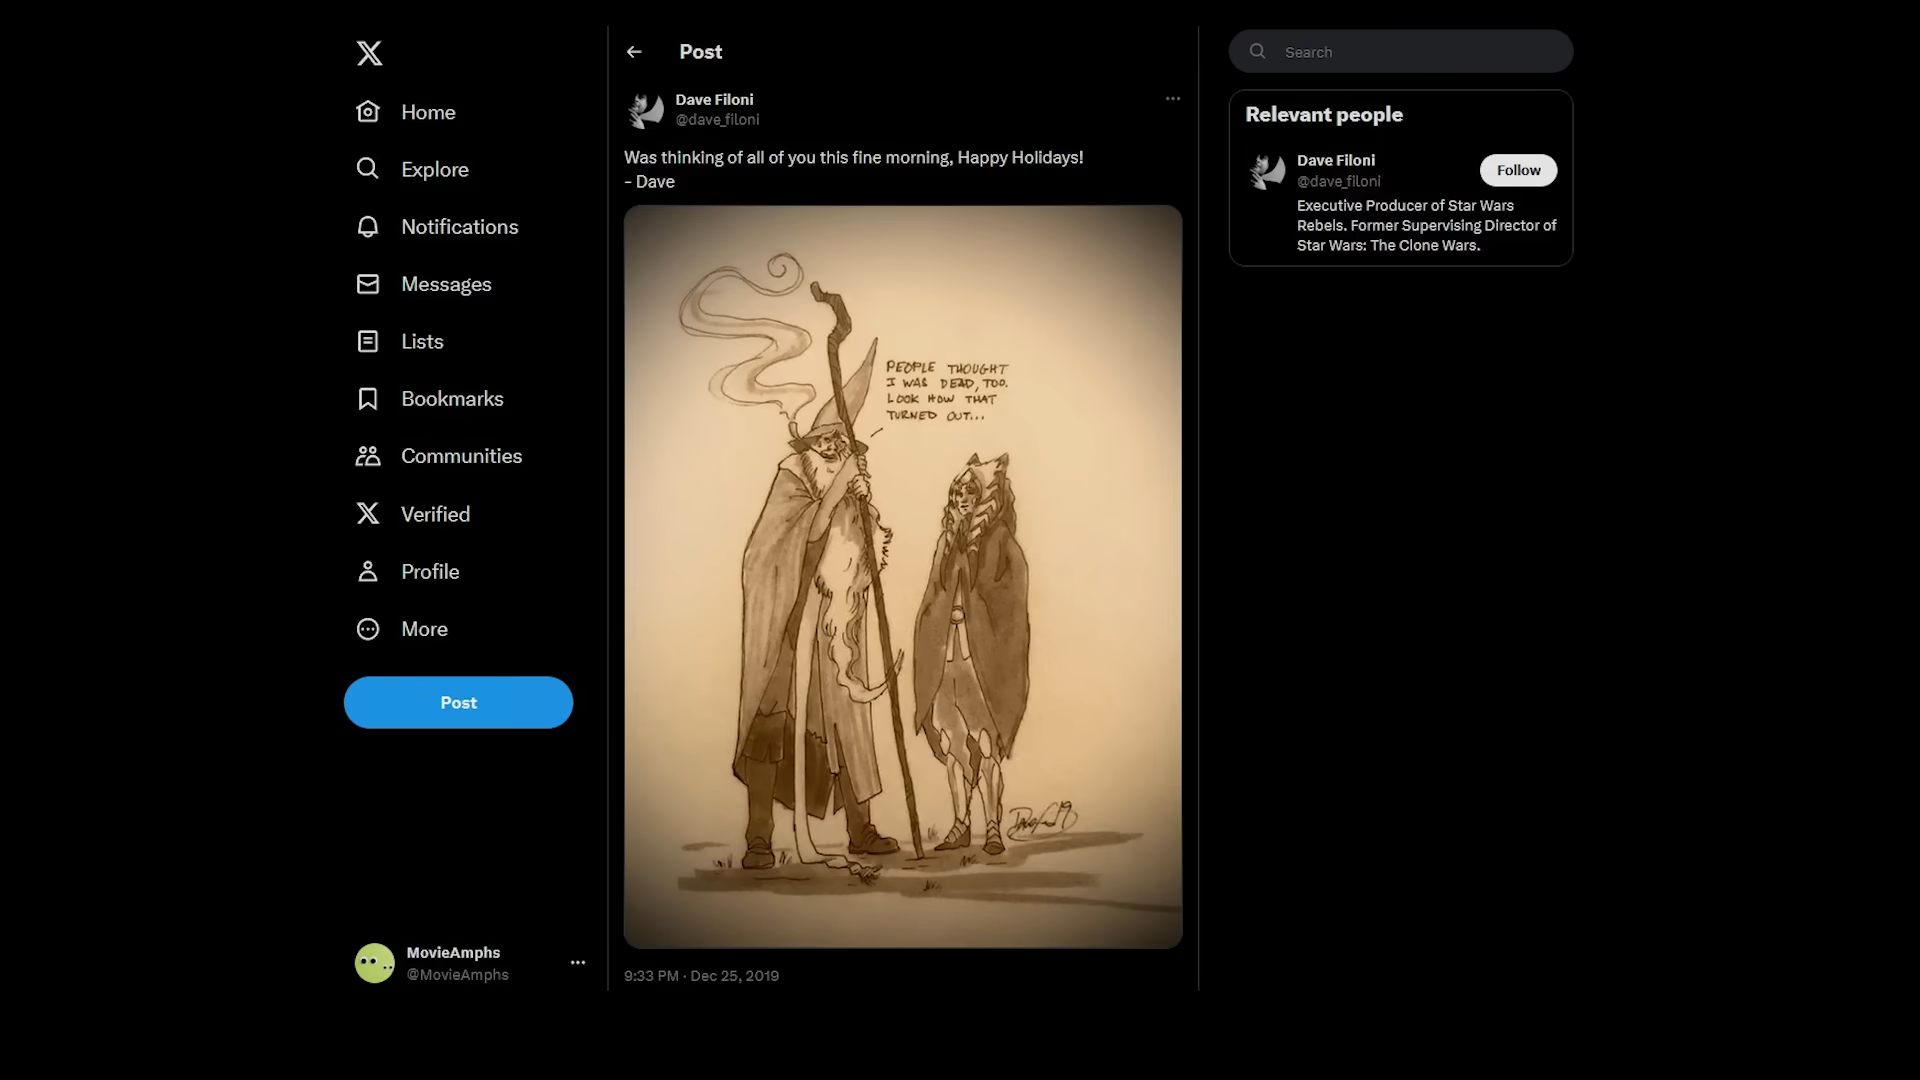 Home
Explore
Notifications
Messages
Lists
Bookmarks
Communities
Verified
Profile
More
Post
MovieAmphs
@MovieAmphs
Post
Dave Filoni
@dave_filoni
Was thinking of all of you this fine morning, Happy Holidays!
- Dave
PEOPLE THOUGHT
I WAS DEAD, TOO.
LOOK HOW THAT
TURNED OUT...
9:33 PM · Dec 25, 2019
Search
Relevant people
Dave Filoni
@dave_filoni
Follow
Executive Producer of Star Wars
Rebels. Former Supervising Director of
Star Wars: The Clone Wars.